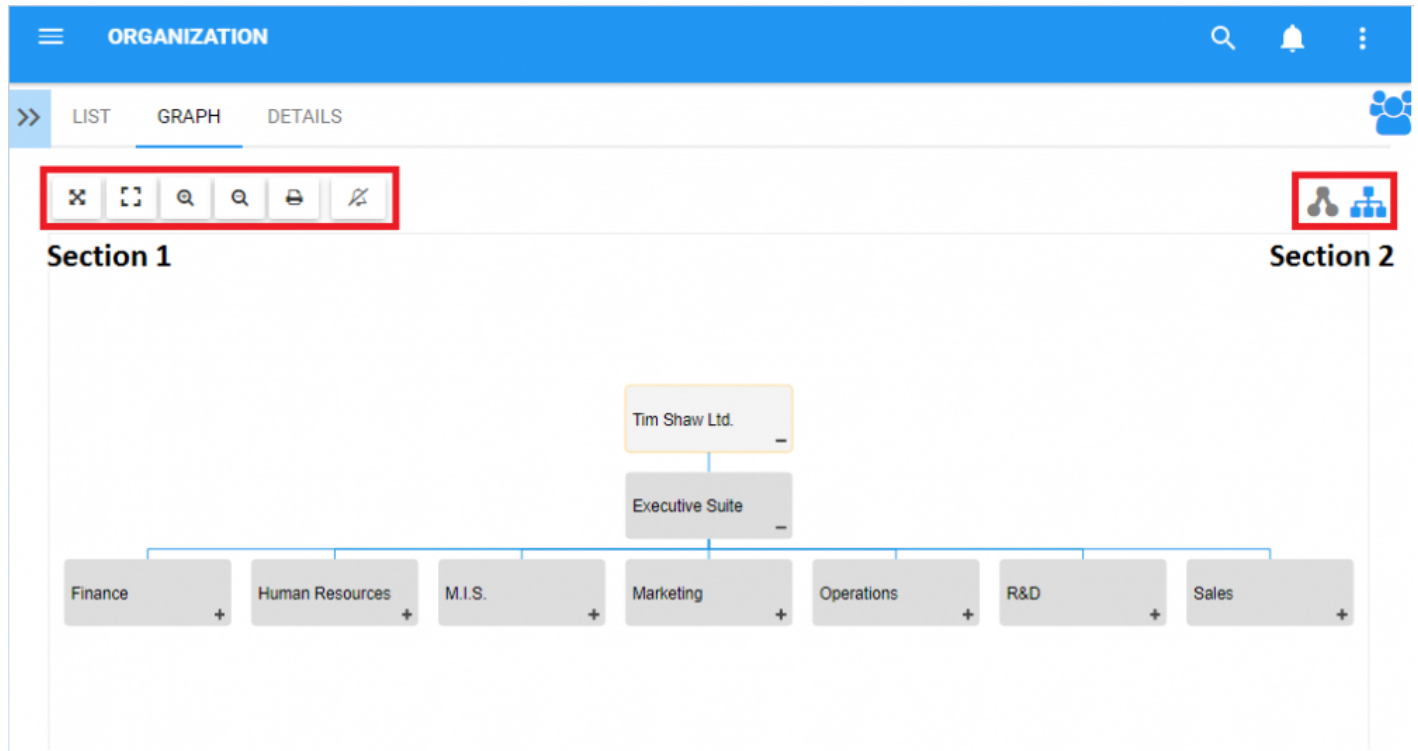 ORGANIZATION
LIST GRAPH DETAILS
Section 1 Section 2
Tim Shaw Ltd.
Executive Suite
Finance Human Resources M.I.S. Marketing Operations R&D Sales